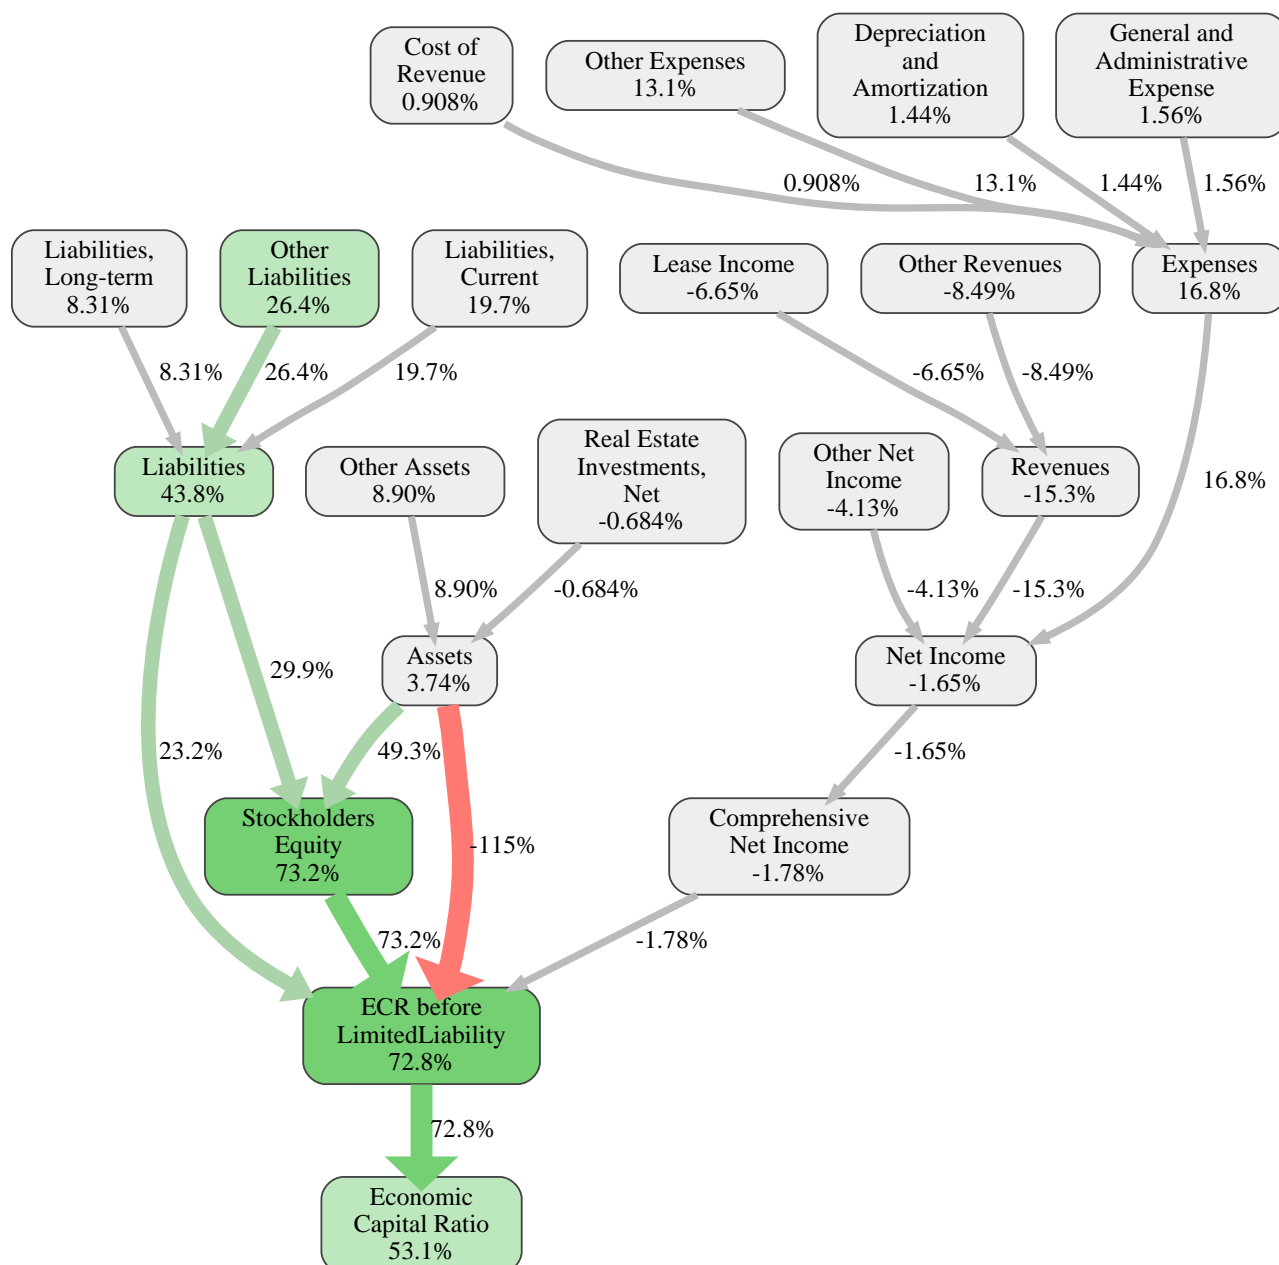 Cost of
Revenue
0.908%
Other Expenses
13.1%
Depreciation
and
Amortization
1.44%
General and
Administrative
Expense
1.56%
0.908%
13.1%
1.44%
1.56%
Liabilities,
Long-term
8.31%
Other
Liabilities
26.4%
Liabilities,
Current
19.7%
Lease Income
-6.65%
Other Revenues
-8.49%
Expenses
16.8%
8.31%
26.4%
19.7%
-6.65%
-8.49%
16.8%
Liabilities
43.8%
Other Assets
8.90%
Real Estate
Investments,
Net
-0.684%
Other Net
Income
-4.13%
Revenues
-15.3%
8.90%
-0.684%
-4.13%
-15.3%
29.9%
Assets
3.74%
Net Income
-1.65%
23.2%
49.3%
-115%
-1.65%
Stockholders
Equity
73.2%
Comprehensive
Net Income
-1.78%
73.2%
-1.78%
ECR before
LimitedLiability
72.8%
72.8%
Economic
Capital Ratio
53.1%